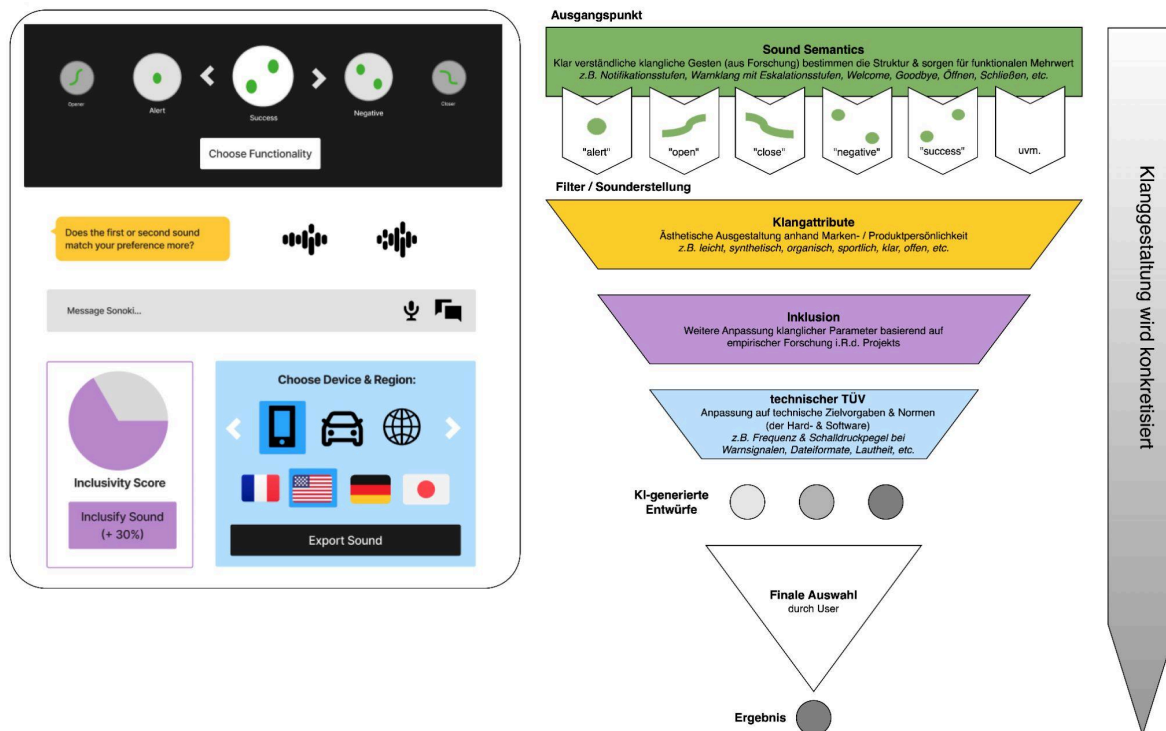 Opener
Alert
Success
Negative
Closer
Choose Functionality
Does the first or second sound
match your preference more?
Message Sonoki...
Inclusivity Score
Inclusify Sound
(+ 30%)
Choose Device & Region:
Export Sound
Ausgangspunkt
Sound Semantics
Klar verständliche klangliche Gesten (aus Forschung) bestimmen die Struktur & sorgen für funktionalen Mehrwert
z.B. Notifikationsstufen, Warnklang mit Eskalationsstufen, Welcome, Goodbye, Öffnen, Schließen, etc.
"alert"
"open"
"close"
"negative"
"success"
uvm.
Filter / Sounderstellung
Klangattribute
Ästhetische Ausgestaltung anhand Marken- / Produktpersönlichkeit
z.B. leicht, synthetisch, organisch, sportlich, klar, offen, etc.
Inklusion
Weitere Anpassung klanglicher Parameter basierend auf
empirischer Forschung i.R.d. Projekts
technischer TÜV
Anpassung auf technische Zielvorgaben & Normen
(der Hard- & Software)
z.B. Frequenz & Schalldruckpegel bei
Warnsignalen, Dateiformate, Lautheit, etc.
KI-generierte
Entwürfe
Finale Auswahl
durch User
Ergebnis
Klanggestaltung wird konkretisiert